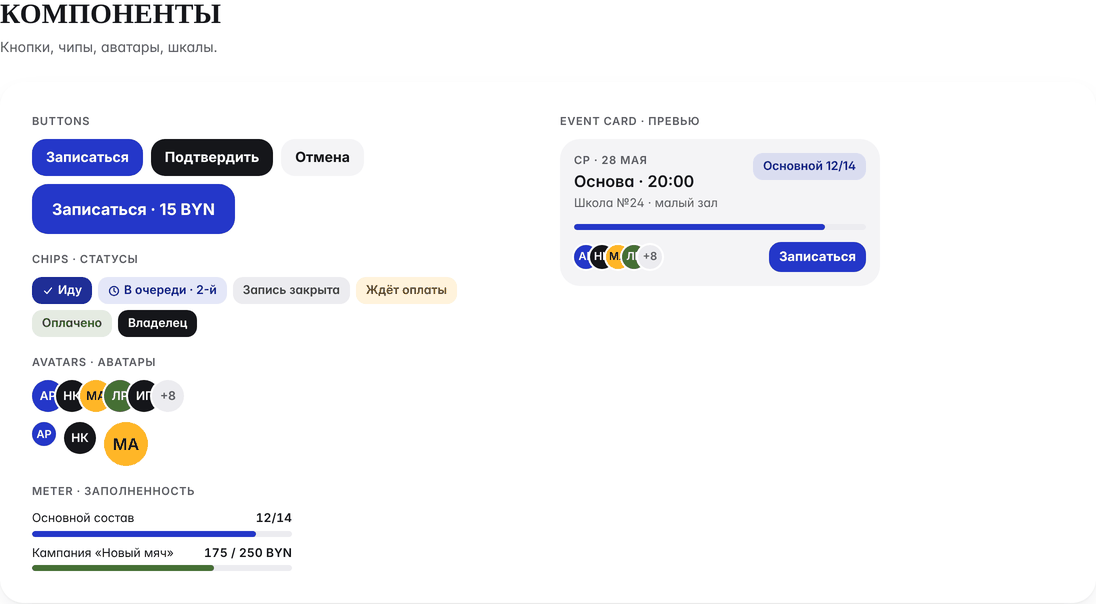 КОМПОНЕНТЫ
Кнопки, чипы, аватары, шкалы.
BUTTONS
Записаться
Подтвердить
Отмена
Записаться · 15 BYN
CHIPS · СТАТУСЫ
Иду
В очереди · 2-й
Запись закрыта
Ждёт оплаты
Оплачено
Владелец
AVATARS · АВАТАРЫ
АР НК МА ЛР ИП +8
АР НК МА
METER · ЗАПОЛНЕННОСТЬ
Основной состав 12/14
Кампания «Новый мяч» 175 / 250 BYN
EVENT CARD · ПРЕВЬЮ
СР · 28 МАЯ
Основной 12/14
Основа · 20:00
Школа №24 · малый зал
+8
Записаться